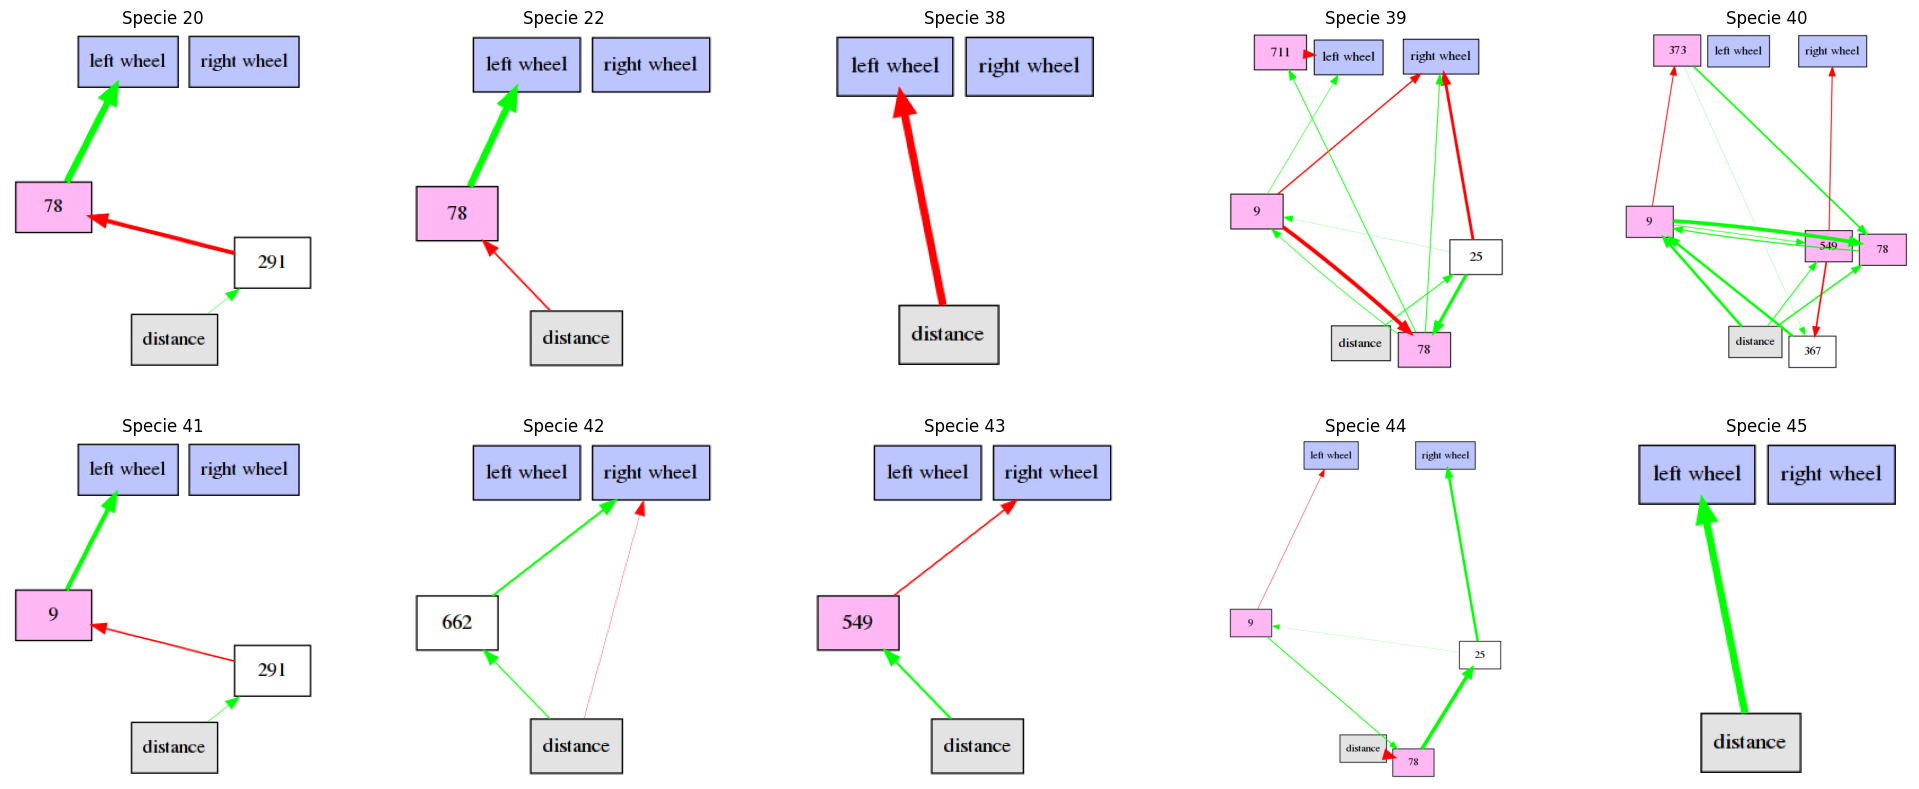 Specie 20
left wheel
right wheel
78
291
distance
Specie 22
left wheel
right wheel
78
distance
Specie 38
left wheel
right wheel
distance
Specie 39
711
left wheel
right wheel
9
25
distance
78
Specie 40
373
left wheel
right wheel
9
549
78
distance
367
Specie 41
left wheel
right wheel
9
291
distance
Specie 42
left wheel
right wheel
662
distance
Specie 43
left wheel
right wheel
549
distance
Specie 44
left wheel
right wheel
9
25
distance
78
Specie 45
left wheel
right wheel
distance